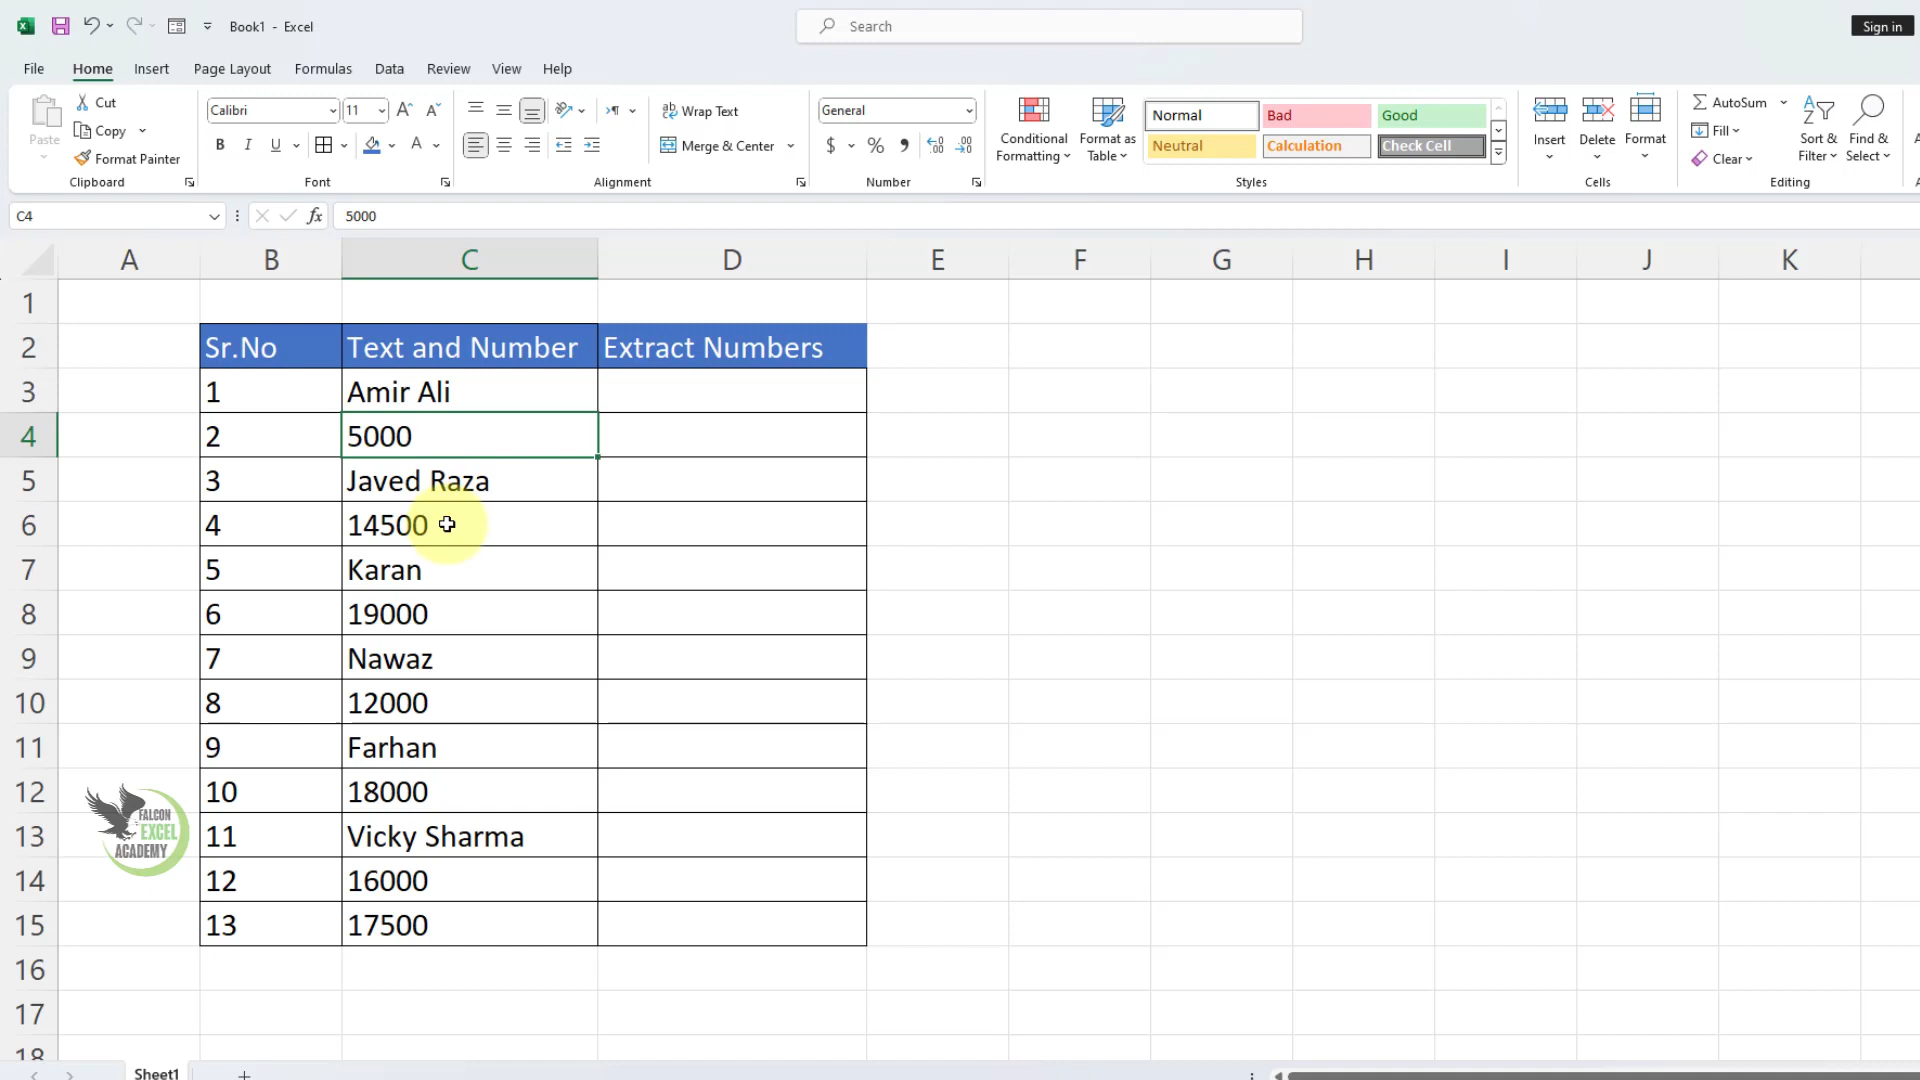 Book1 - Excel
Search
Sign in
File Home Insert Page Layout Formulas Data Review View Help
Paste
Cut
Copy
Format Painter
Clipboard
Calibri 11
B I U
Font
Wrap Text
Merge & Center
Alignment
General
$ % ,
Number
Conditional Formatting
Format as Table
Normal Bad Good
Neutral Calculation Check Cell
Styles
Insert Delete Format
Cells
AutoSum
Fill
Clear
Sort & Filter
Find & Select
Editing
C4 fx 5000
A B C D E F G H I J K
1
2 Sr.No Text and Number Extract Numbers
3 1 Amir Ali
4 2 5000
5 3 Javed Raza
6 4 14500
7 5 Karan
8 6 19000
9 7 Nawaz
10 8 12000
11 9 Farhan
12 10 18000
13 11 Vicky Sharma
14 12 16000
15 13 17500
16
17
18
FALCON
EXCEL
ACADEMY
Sheet1